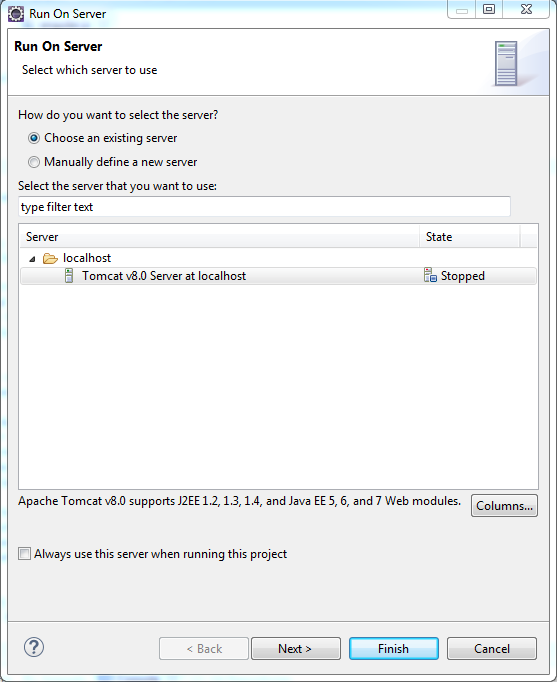 Run On Server
Run On Server
Select which server to use
How do you want to select the server?
Choose an existing server
Manually define a new server
Select the server that you want to use:
type filter text
Server State
localhost
Tomcat v8.0 Server at localhost Stopped
Apache Tomcat v8.0 supports J2EE 1.2, 1.3, 1.4, and Java EE 5, 6, and 7 Web modules.
Columns...
Always use this server when running this project
? < Back Next > Finish Cancel